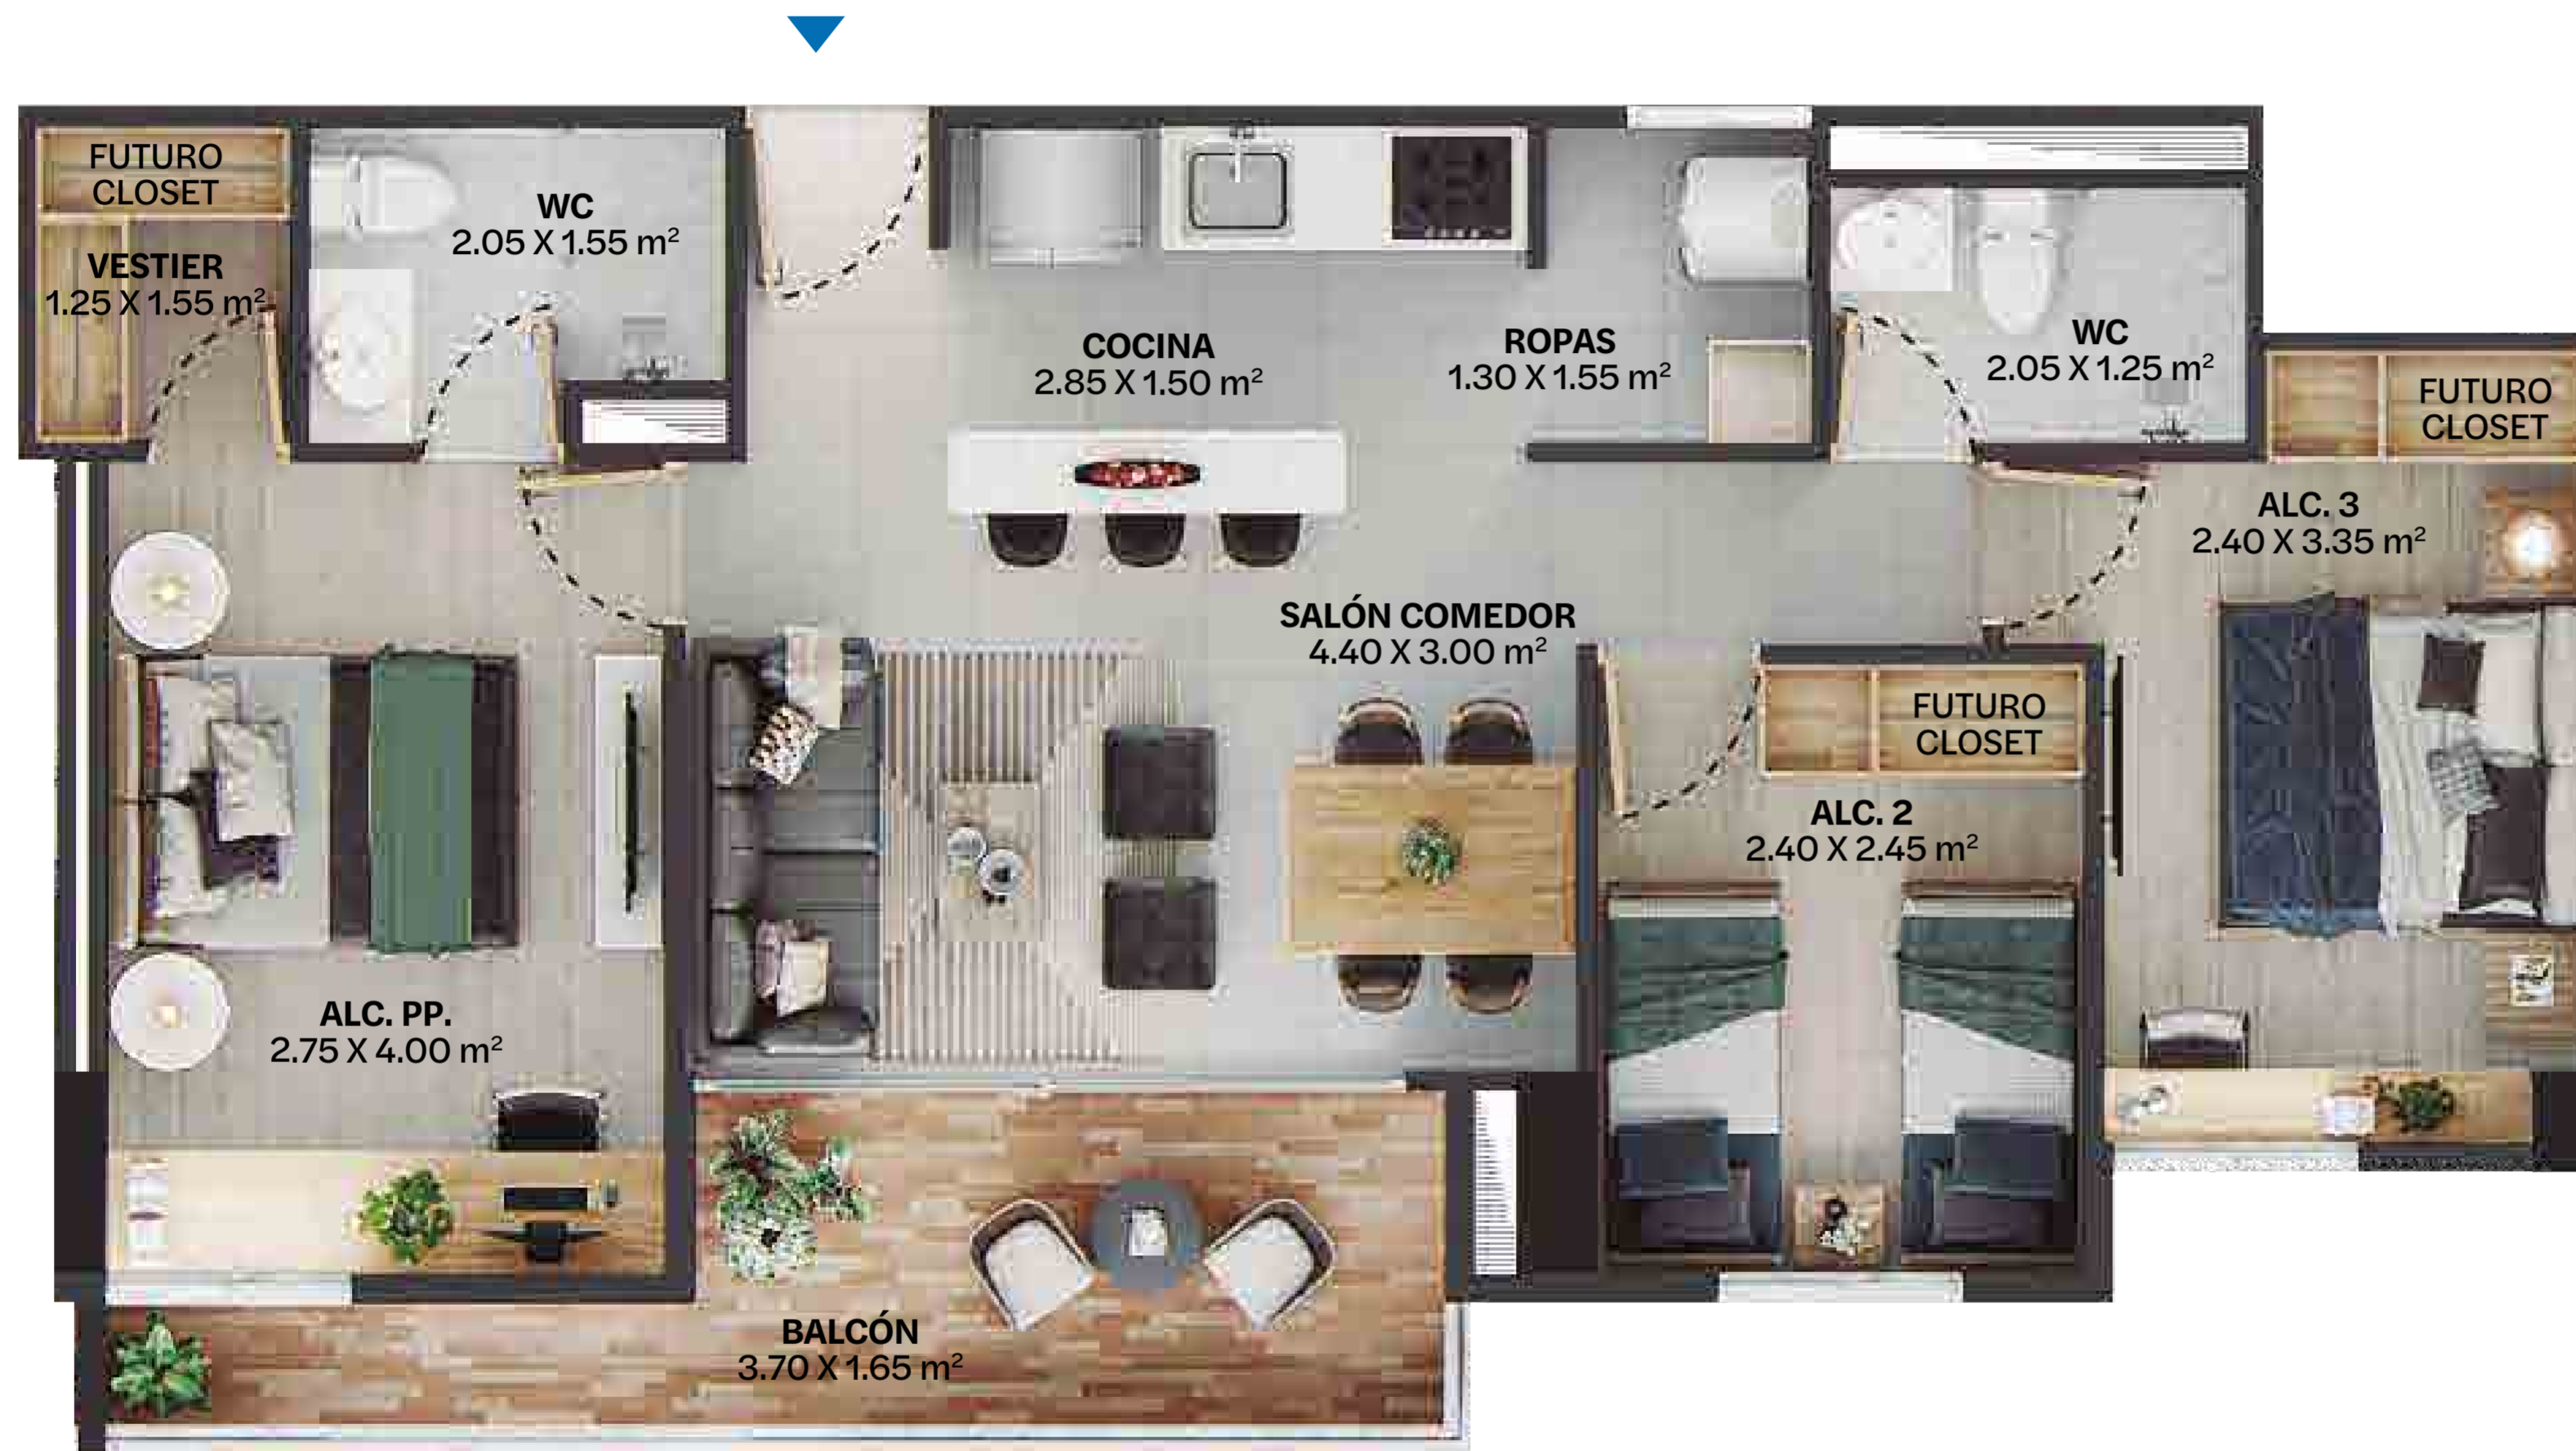 FUTURO
CLOSET
VESTIER
1.25 X 1.55 m²
WC
2.05 X 1.55 m²
COCINA
2.85 X 1.50 m²
ROPAS
1.30 X 1.55 m²
WC
2.05 X 1.25 m²
FUTURO
CLOSET
ALC. 3
2.40 X 3.35 m²
SALÓN COMEDOR
4.40 X 3.00 m²
FUTURO
CLOSET
ALC. 2
2.40 X 2.45 m²
ALC. PP.
2.75 X 4.00 m²
BALCÓN
3.70 X 1.65 m²